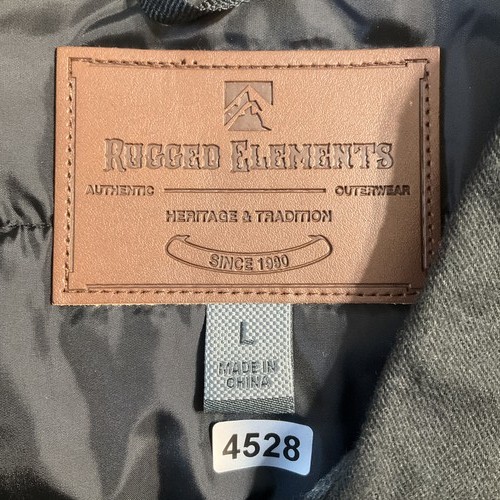 RUGGED ELEMENTS
AUTHENTIC OUTERWEAR
HERITAGE & TRADITION
SINCE 1990
L
MADE IN
CHINA
4528